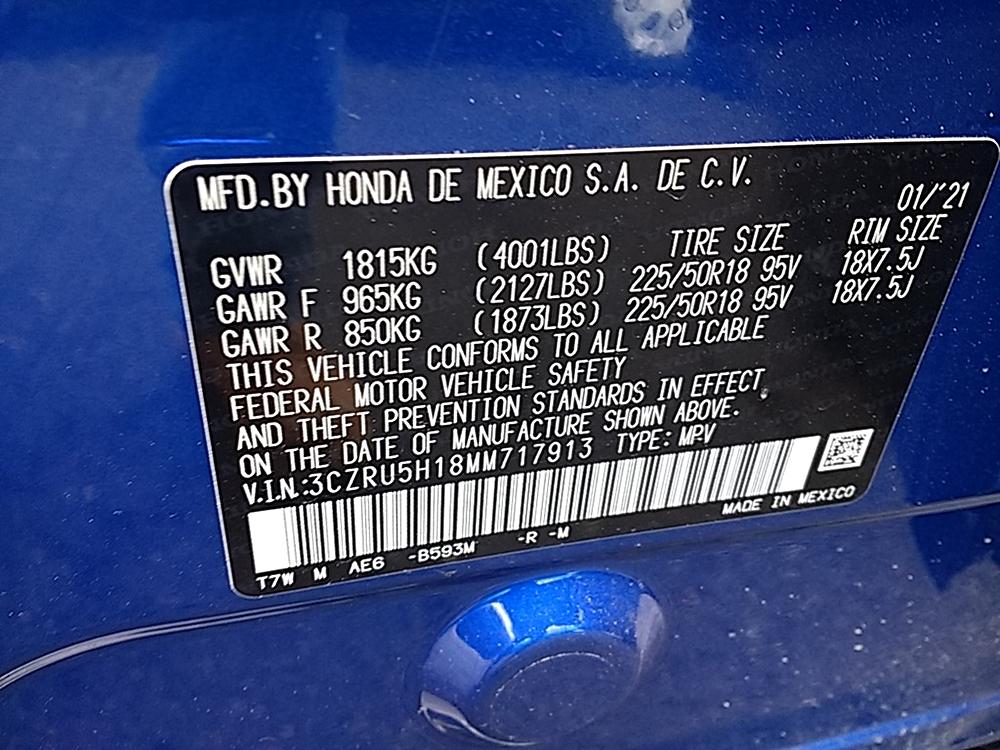 MFD.BY HONDA DE MEXICO S.A. DE C.V.
01/'21
TIRE SIZE RIM SIZE
GVWR 1815KG (4001LBS)
GAWR F 965KG (2127LBS) 225/50R18 95V 18X7.5J
GAWR R 850KG (1873LBS) 225/50R18 95V 18X7.5J
THIS VEHICLE CONFORMS TO ALL APPLICABLE
FEDERAL MOTOR VEHICLE SAFETY
AND THEFT PREVENTION STANDARDS IN EFFECT
ON THE DATE OF MANUFACTURE SHOWN ABOVE.
V.I.N.:3CZRU5H18MM717913 TYPE: MPV
MADE IN MEXICO
T7W M AE6 -B593M -R -M